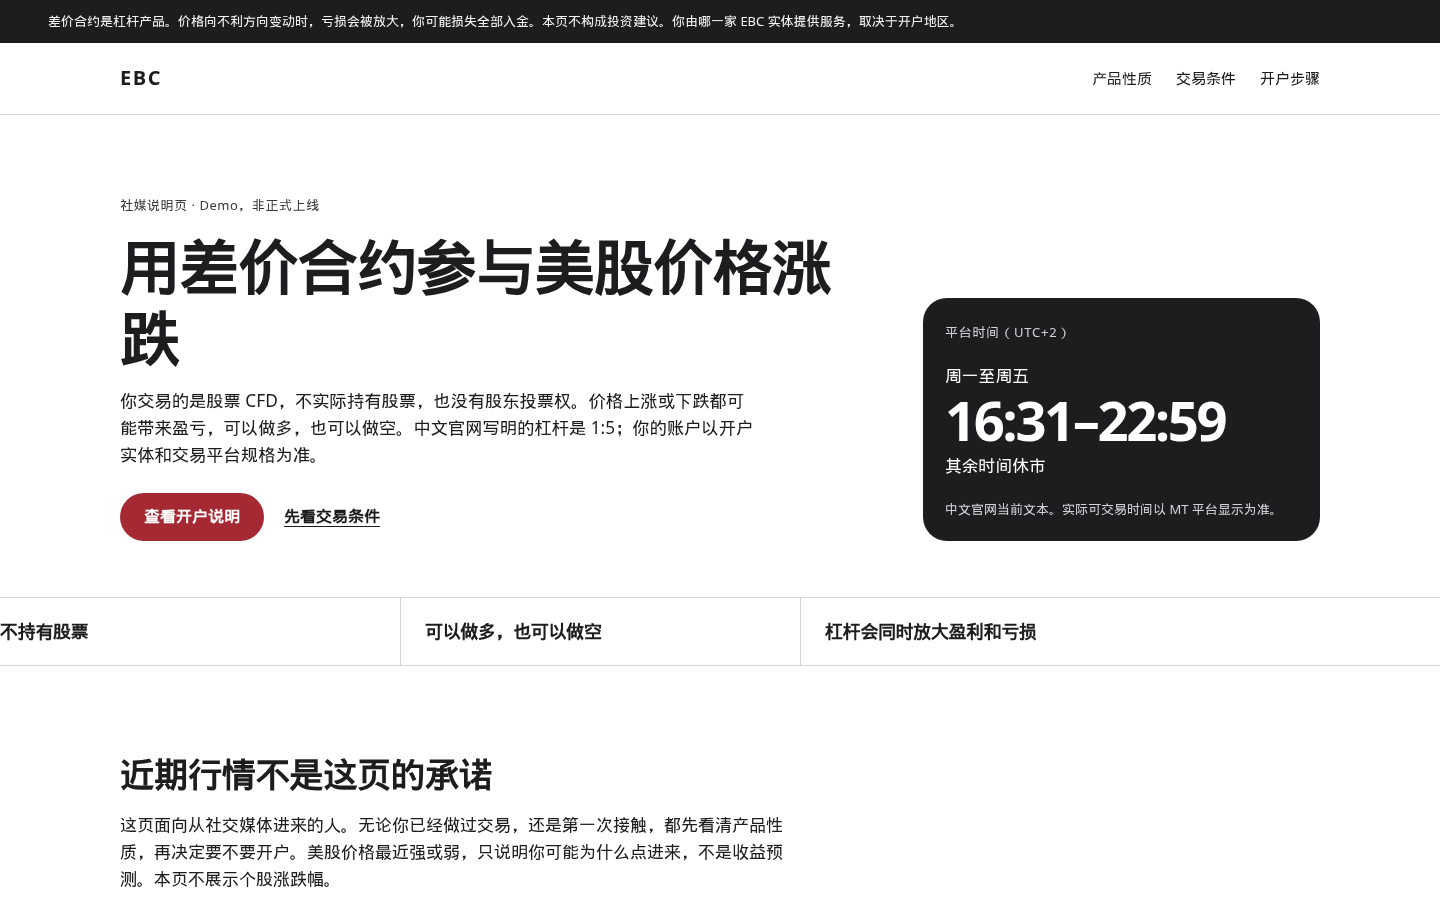 差价合约是杠杆产品。价格向不利方向变动时，亏损会被放大，你可能损失全部入金。本页不构成投资建议。你由哪一家 EBC 实体提供服务，取决于开户地区。
EBC
产品性质
交易条件
开户步骤
社媒说明页 · Demo，非正式上线
用差价合约参与美股价格涨
跌
你交易的是股票 CFD，不实际持有股票，也没有股东投票权。价格上涨或下跌都可
能带来盈亏，可以做多，也可以做空。中文官网写明的杠杆是 1:5；你的账户以开户
实体和交易平台规格为准。
查看开户说明
先看交易条件
平台时间（UTC+2）
周一至周五
16:31–22:59
其余时间休市
中文官网当前文本。实际可交易时间以 MT 平台显示为准。
不持有股票
可以做多，也可以做空
杠杆会同时放大盈利和亏损
近期行情不是这页的承诺
这页面向从社交媒体进来的人。无论你已经做过交易，还是第一次接触，都先看清产品性
质，再决定要不要开户。美股价格最近强或弱，只说明你可能为什么点进来，不是收益预
测。本页不展示个股涨跌幅。